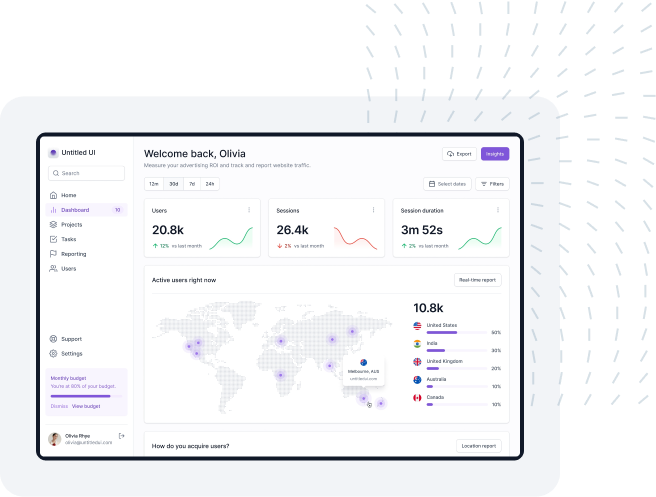 Untitled UI
Search
Home
Dashboard 10
Projects
Tasks
Reporting
Users
Support
Settings
Monthly budget
You're at 80% of your budget.
Dismiss View budget
Olivia Rhye
olivia@untitledui.com
Welcome back, Olivia
Measure your advertising ROI and track and report website traffic.
Export
Insights
12m 30d 7d 24h
Select dates
Filters
Users
20.8k
12% vs last month
Sessions
26.4k
2% vs last month
Session duration
3m 52s
2% vs last month
Active users right now
Real-time report
Melbourne, AUS
untitledui.com
10.8k
United States
50%
India
30%
United Kingdom
20%
Australia
10%
Canada
10%
How do you acquire users?
Location report